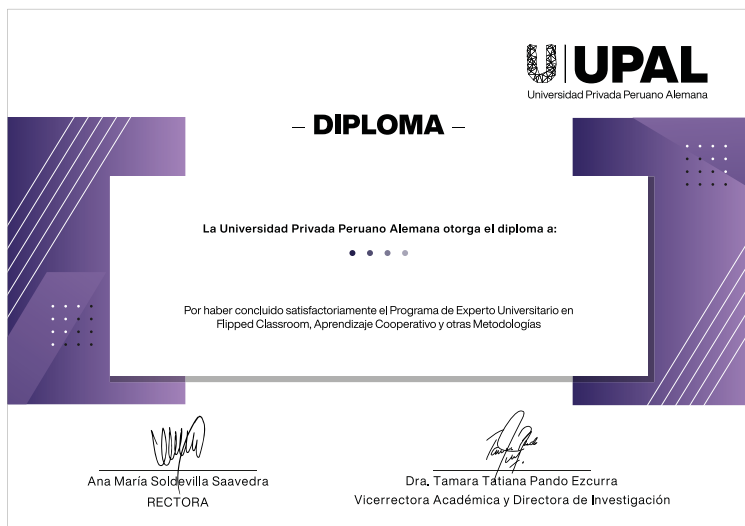 UPAL
Universidad Privada Peruano Alemana
– DIPLOMA –
La Universidad Privada Peruano Alemana otorga el diploma a:
Por haber concluido satisfactoriamente el Programa de Experto Universitario en
Flipped Classroom, Aprendizaje Cooperativo y otras Metodologías
Ana María Soldevilla Saavedra
RECTORA
Dra. Tamara Tatiana Pando Ezcurra
Vicerrectora Académica y Directora de Investigación